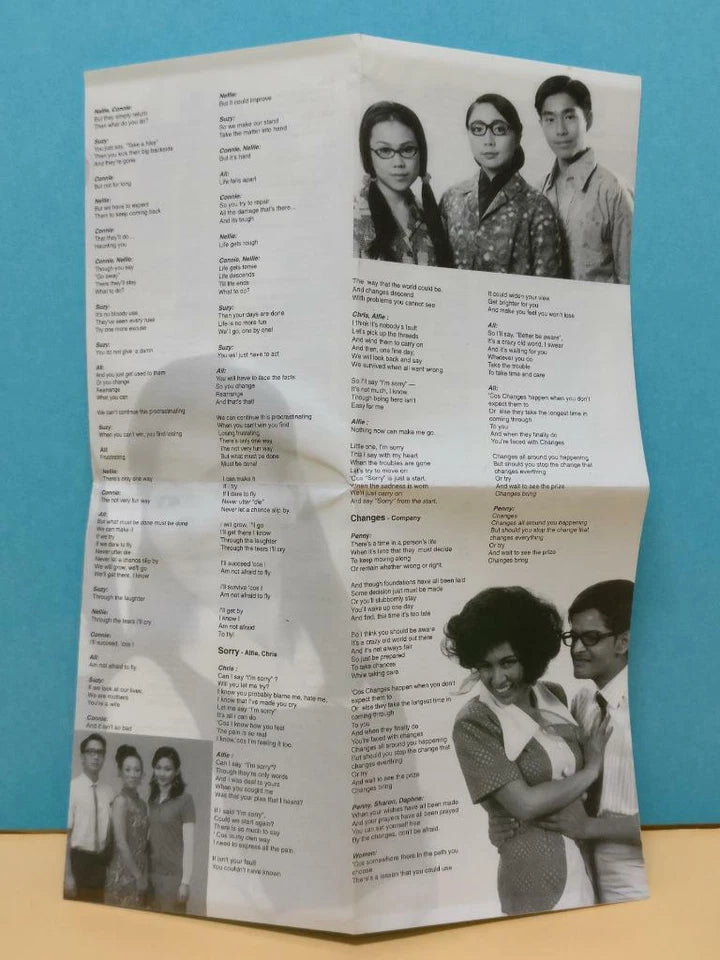 Nellie, Connie:
But they simply return
Then what do you do?
Suzy:
You just say, "Take a hike"
Then you kick their big backside
And they're gone
Connie:
But not for long
Nellie:
But we have to expect
Them to keep coming back
Connie:
That they'll do...
Haunting you
Connie, Nellie:
Though you say
"Go away"
There they'll stay
What to do?
Suzy:
It's no bloody use
They've seen every ruse
Try one more excuse
Suzy:
You do not give a damn
All:
And you just get used to them
Or you change
Rearrange
What you can
We can't continue this procrastinating
Suzy:
When you can't win, you find losing
All:
Frustrating
Nellie:
There's only one way
Connie:
The not very fun way
All:
But what must be done must be done
We can make it
If we try
If we dare to fly
Never utter die
Never let a chance slip by
We will grow, we'll go
We'll get there, I know
Suzy:
Through the laughter
Nellie:
Through the tears I'll cry
Connie:
I'll succeed, 'cos I
All:
Am not afraid to fly
Suzy:
If we look at our lives,
We are mothers
You're a wife
Connie:
And it isn't so bad
Nellie:
But it could improve
Suzy:
So we make our stand
Take the matter into hand
Connie, Nellie:
But it's hard
All:
Life falls apart
Connie:
So you try to repair
All the damage that's there...
And it's tough
Nellie:
Life gets rough
Connie, Nellie:
Life gets tense
Life descends
Till life ends
What to do?
Suzy:
Then your days are done
Life is no more fun
We'll go, one by one!
Suzy:
You will just have to act
All:
You will have to face the facts
So you change
Rearrange
And that's that!
We can continue this procrastinating
When you can't win you find
Losing frustrating
There's only one way
The not very fun way
But what must be done
Must be done!
I can make it
If I try
If I dare to fly
Never utter "die"
Never let a chance slip by.
I will grow, I'll go
I'll get there I know
Through the laughter
Through the tears I'll cry
I'll succeed 'cos I
Am not afraid to fly
I'll survive 'cos I
Am not afraid to fly
I'll get by
I know I
Am not afraid
To fly!
Sorry - Alfie, Chris
Chris :
Can I say "I'm sorry" ?
Will you let me try?
I know you probably blame me, hate me,
I know that I've made you cry.
Let me say "I'm sorry"
It's all I can do
'Cos I know how you feel
The pain is so real
I know 'cos I'm feeling it too.
Alfie :
Can I say "I'm sorry"?
Though they're only words
And I was deaf to yours
When you sought me
Was that your plea that I heard?
If I said "I'm sorry",
Could we start again?
There is so much to say
' Cos in my own way
I need to express all the pain.
It isn't your fault
You couldn't have known
The way that the world could be,
And changes descend
With problems you cannot see
Chris, Alfie :
I think it's nobody's fault
Let's pick up the threads
And wind them to carry on
And then, one fine day,
We will look back and say
We survived when all went wrong
So I'll say "I'm sorry" —
It's not much, I know
Though being here isn't
Easy for me
Alfie :
Nothing now can make me go.
Little one, I'm sorry
This I say with my heart
When the troubles are gone
Let's try to move on
'Cos "Sorry" is just a start.
When the sadness is worn
We'll just carry on
And say "Sorry" from the start.
Changes - Company
Penny:
There's a time in a person's life
When it's time that they must decide
To keep moving along
Or remain whether wrong or right.
And though foundations have all been laid
Some decision just must be made
Or you'll stubbornly stay
You'll wake up one day
And find that time it's too late
So I think you should be aware
It's a crazy old world out there
And it's not always fair
So just be prepared
To take chances
While taking care.
'Cos Changes happen when you don't
expect them to
Or else they take the longest time in
coming through
To you
And when they finally do
You're faced with changes
Changes all around you happening
But should you stop the change that
changes everything
Or try
And wait to see the prize
Changes bring
Penny, Sharon, Daphne:
When your wishes have all been made
And your prayers have all been prayed
You can set yourself free
Try the changes, don't be afraid.
Women:
'Cos somewhere there in the path you
choose
There's a lesson that you could use
It could widen your view
Get brighter for you
And make you feel you won't lose
All:
So I'll say, "Better be aware",
It's a crazy old world, I swear
And it's waiting for you
Whatever you do
Take the trouble
To take time and care
All:
'Cos Changes happen when you don't
expect them to
Or else they take the longest time in
coming through
To you
And when they finally do
You're faced with Changes
Changes all around you happening
But should you stop the change that
changes everything
Or try
And wait to see the prize
Changes bring
Penny:
Changes
Changes all around you happening
But should you stop the change that
changes everything
Or try
And wait to see the prize
Changes bring